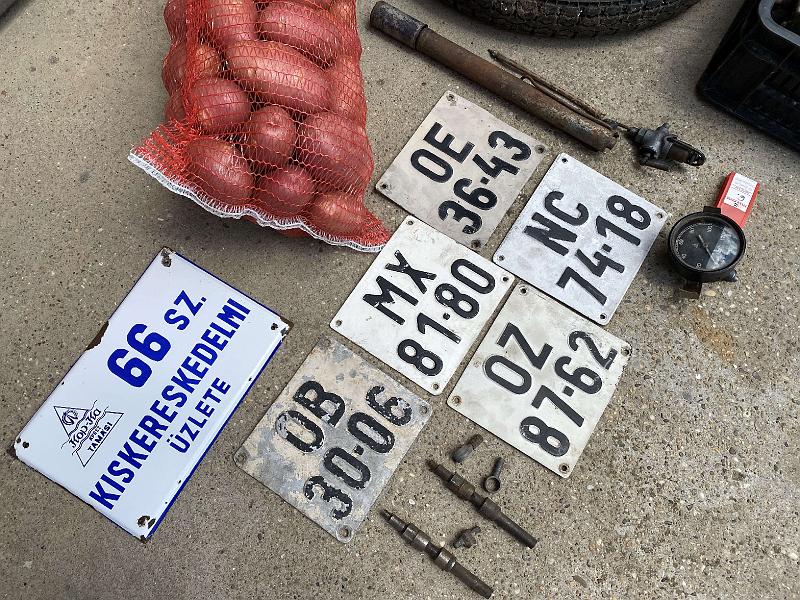 OE
36-43
NC
74-18
MX
81-80
OZ
87-62
OB
30-06
66 SZ.
KISKERESKEDELMI
ÜZLETE
TAMASI